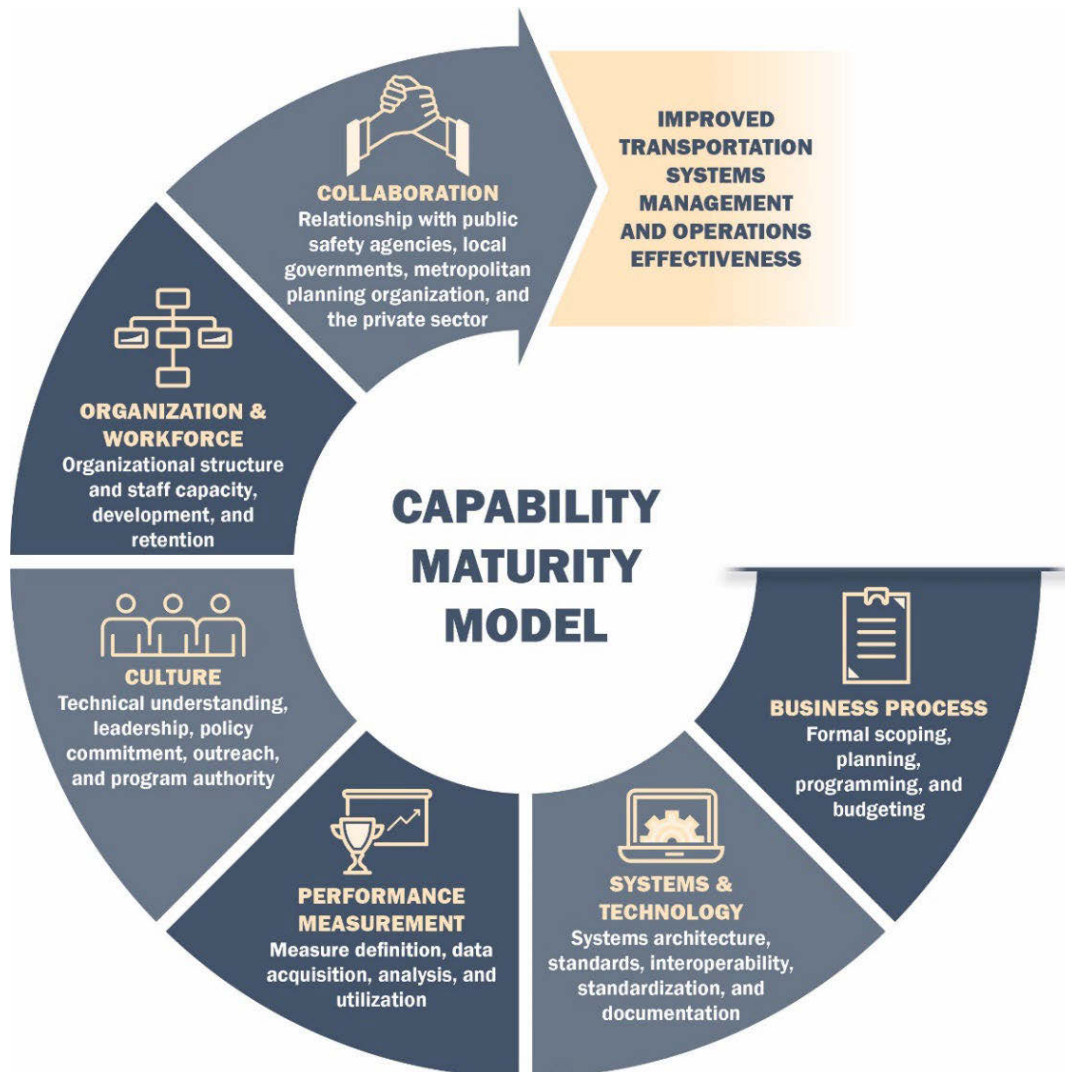 COLLABORATION
Relationship with public
safety agencies, local
governments, metropolitan
planning organization, and
the private sector
IMPROVED
TRANSPORTATION
SYSTEMS
MANAGEMENT
AND OPERATIONS
EFFECTIVENESS
ORGANIZATION &
WORKFORCE
Organizational structure
and staff capacity,
development, and
retention
CAPABILITY
MATURITY
MODEL
CULTURE
Technical understanding,
leadership, policy
commitment, outreach,
and program authority
BUSINESS PROCESS
Formal scoping,
planning,
programming, and
budgeting
PERFORMANCE
MEASUREMENT
Measure definition, data
acquisition, analysis, and
utilization
SYSTEMS &
TECHNOLOGY
Systems architecture,
standards, interoperability,
standardization, and
documentation